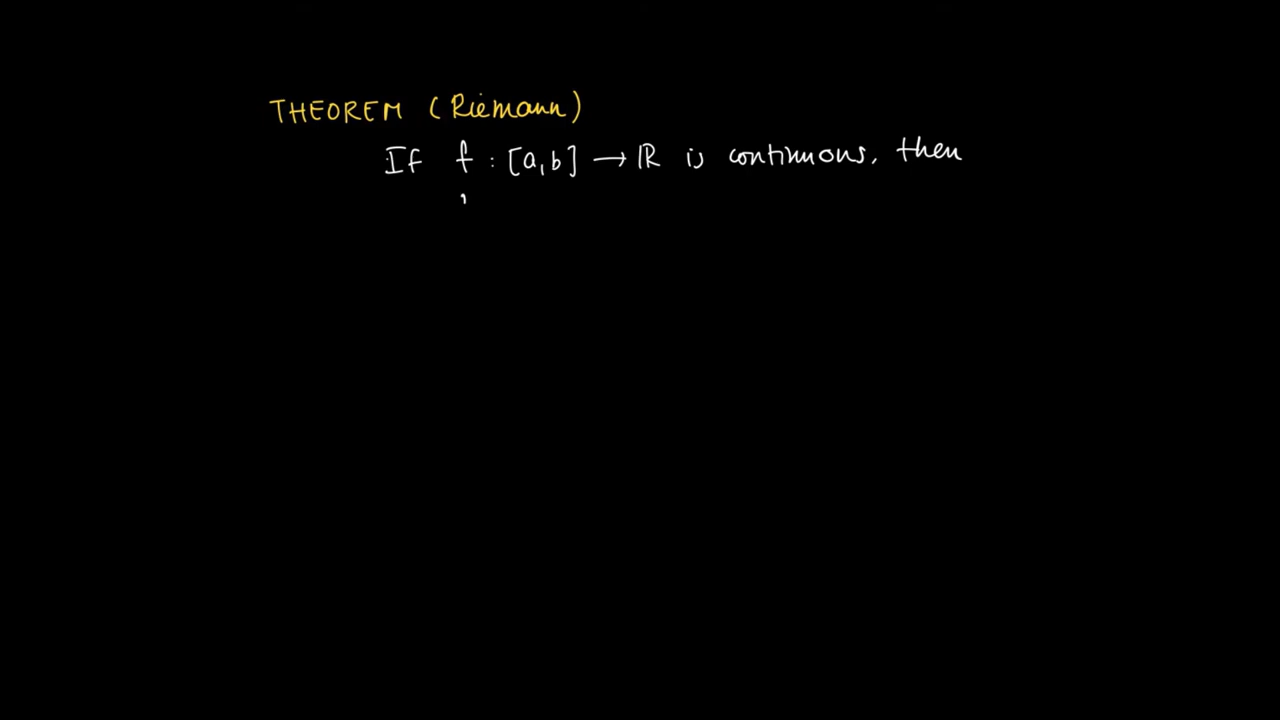 THEOREM (Riemann)
If f : [a,b] → ℝ is continuous, then